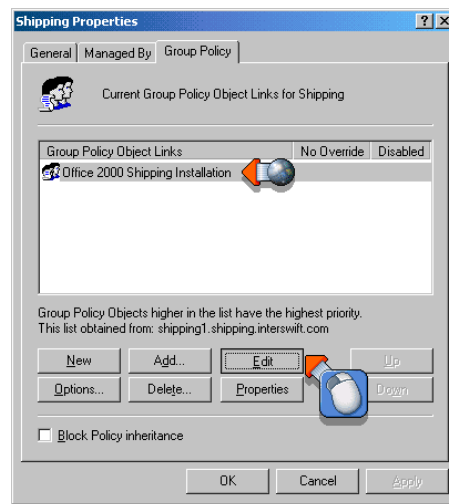 Shipping Properties
General Managed By Group Policy
Current Group Policy Object Links for Shipping
Group Policy Object Links No Override Disabled
Office 2000 Shipping Installation
Group Policy Objects higher in the list have the highest priority.
This list obtained from: shipping1.shipping.interswift.com
New Add... Edit Up
Options... Delete... Properties Down
Block Policy inheritance
OK Cancel Apply